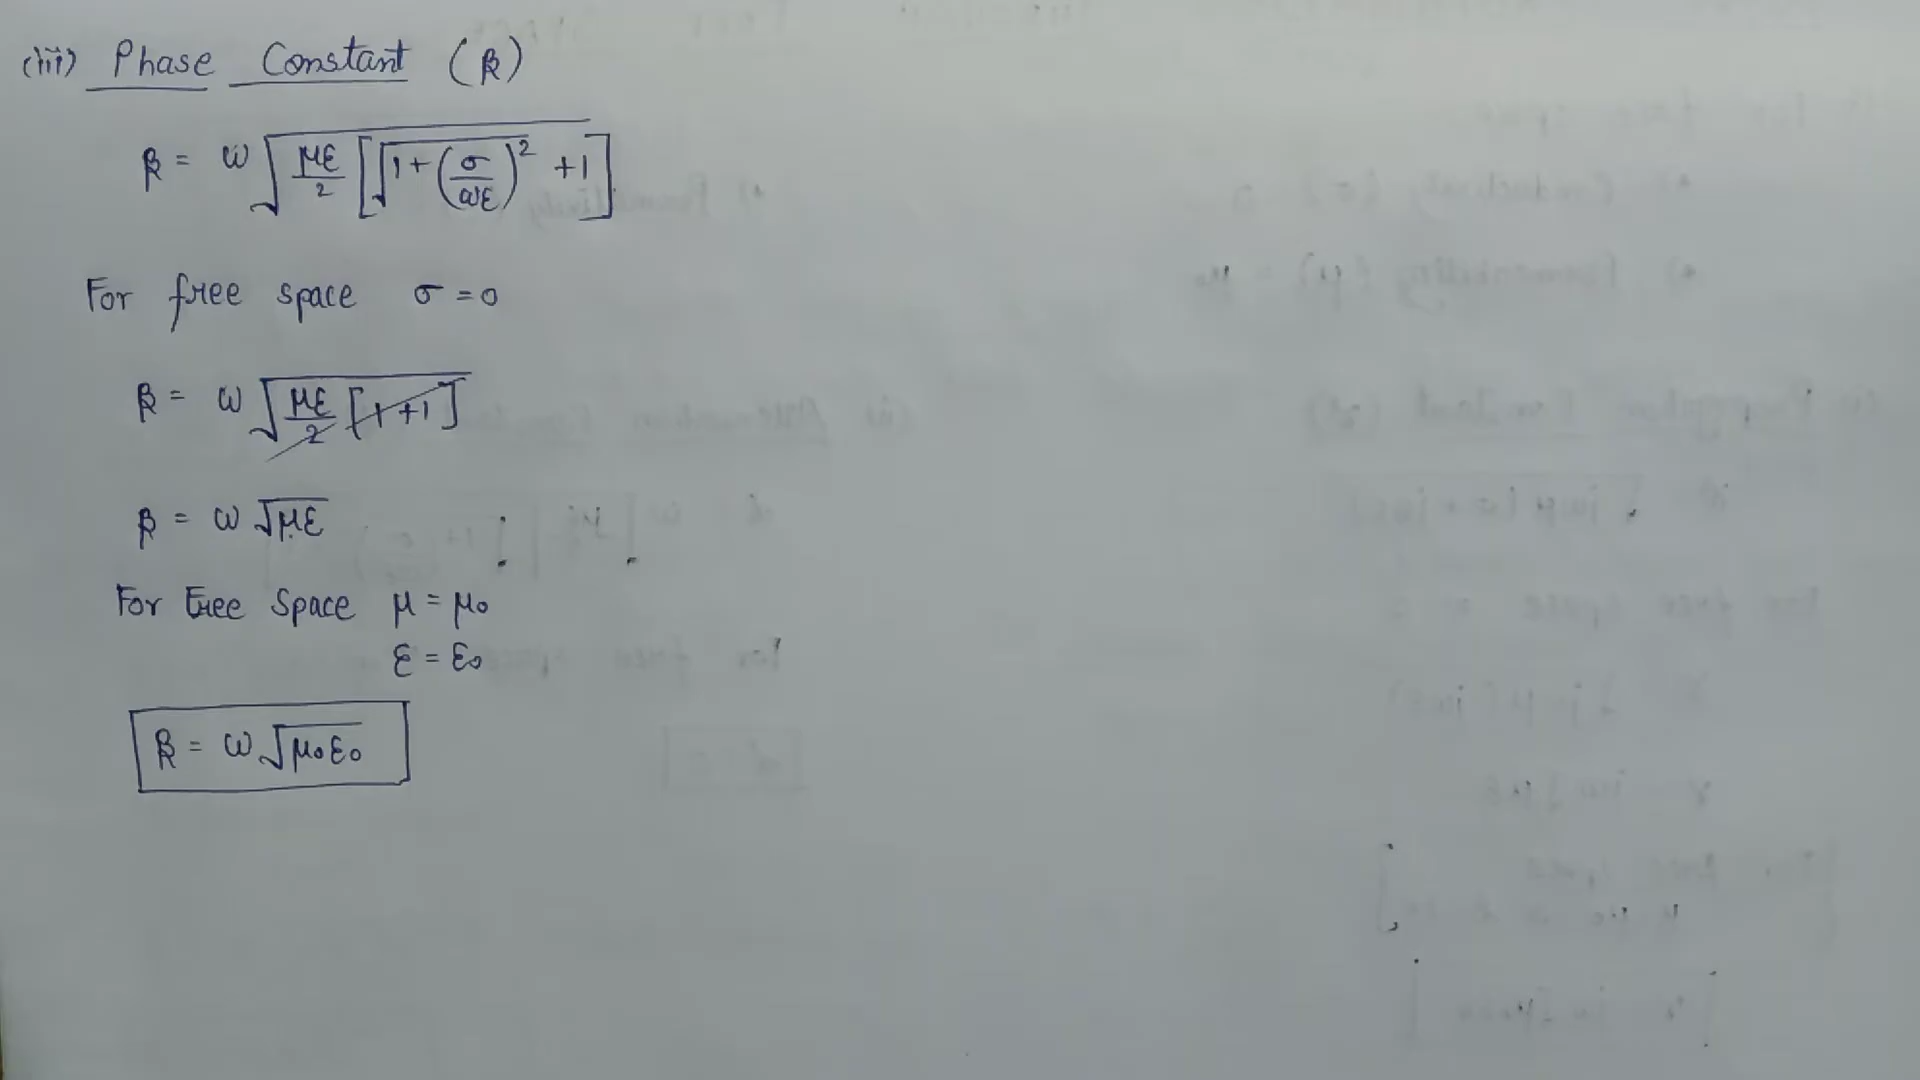 (iii) Phase Constant (β)
β = ω √(με/2 [√(1+(σ/ωε)²) +1])
For free space σ = 0
β = ω √(με/2 [1+1])
β = ω √με
For Free Space μ = μ₀
ε = ε₀
β = ω √μ₀ε₀